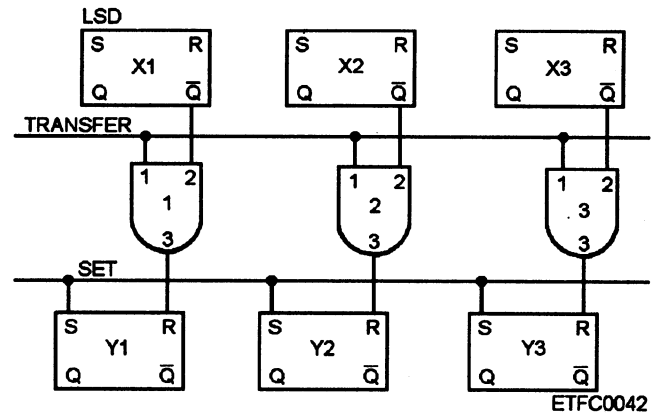 LSD
S R S R S R
X1 X2 X3
Q Q̅ Q Q̅ Q Q̅
TRANSFER
1 2 1 2 1 2
1 2 3
3 3 3
SET
S R S R S R
Y1 Y2 Y3
Q Q̅ Q Q̅ Q Q̅
ETFC0042